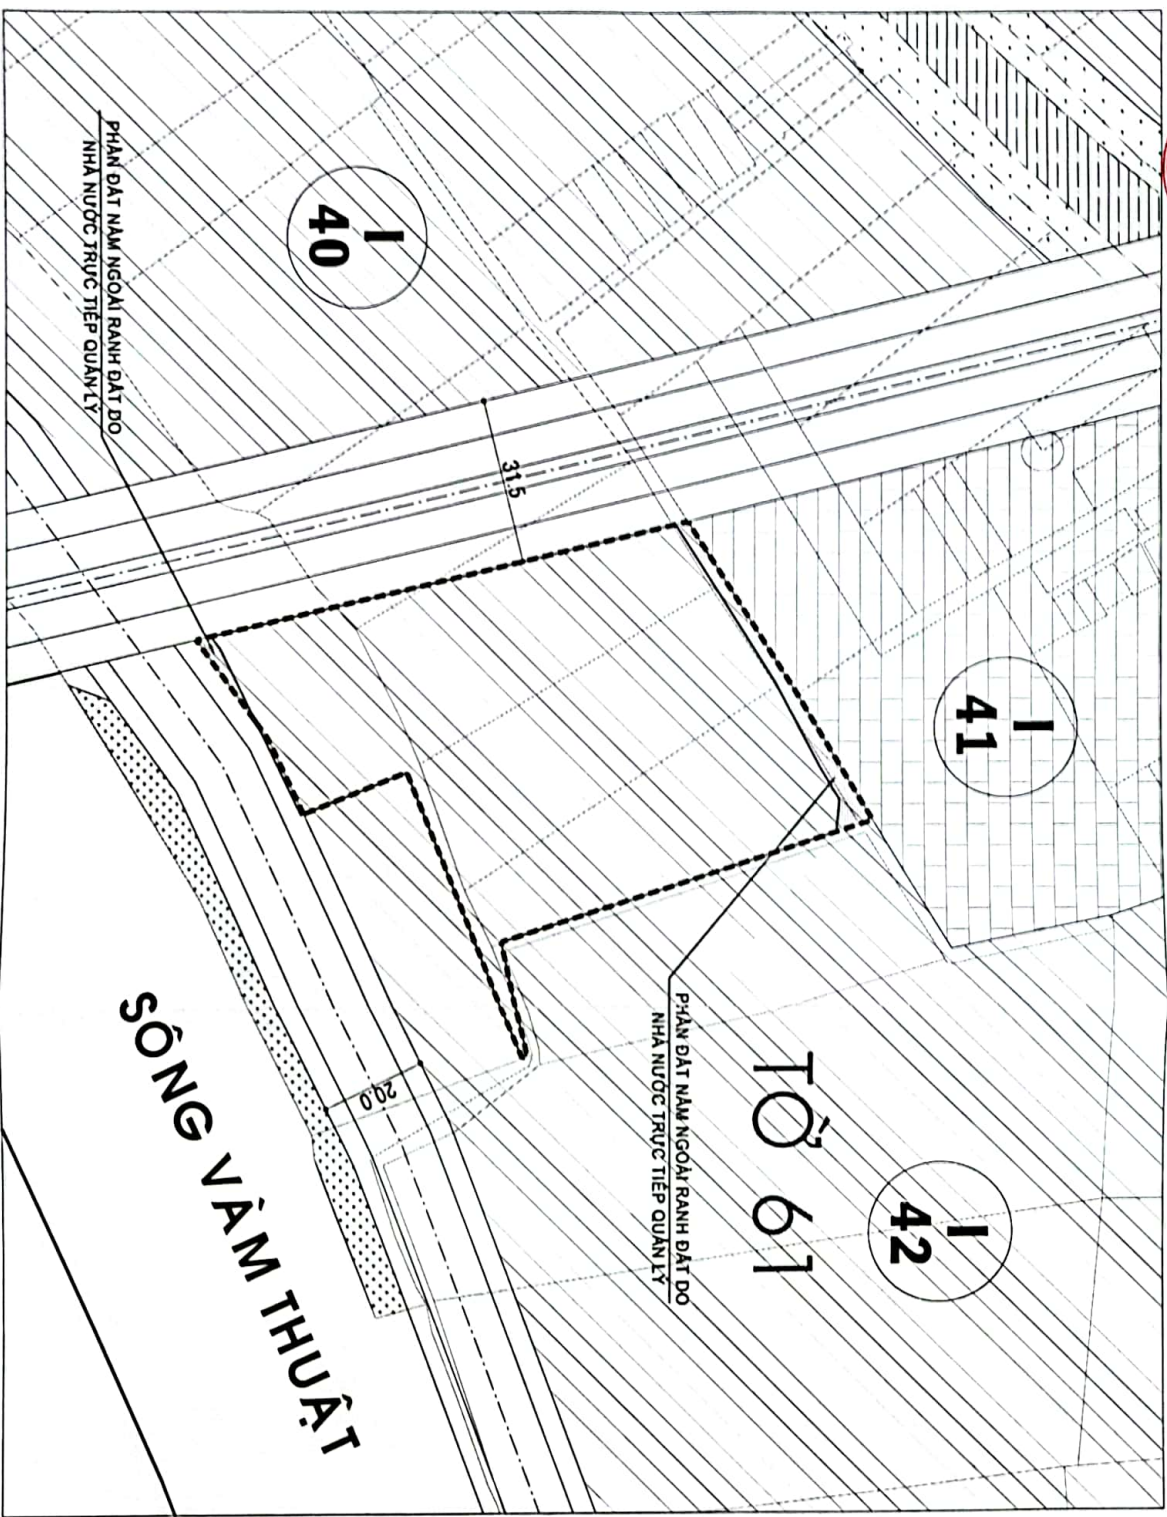 I
40
PHẦN ĐẤT NẰM NGOÀI RANH ĐẤT DO
NHÀ NƯỚC TRỰC TIẾP QUẢN LÝ
31.5
I
41
I
42
TỜ 61
PHẦN ĐẤT NẰM NGOÀI RANH ĐẤT DO
NHÀ NƯỚC TRỰC TIẾP QUẢN LÝ
20.0
SÔNG VÀM THUẬT